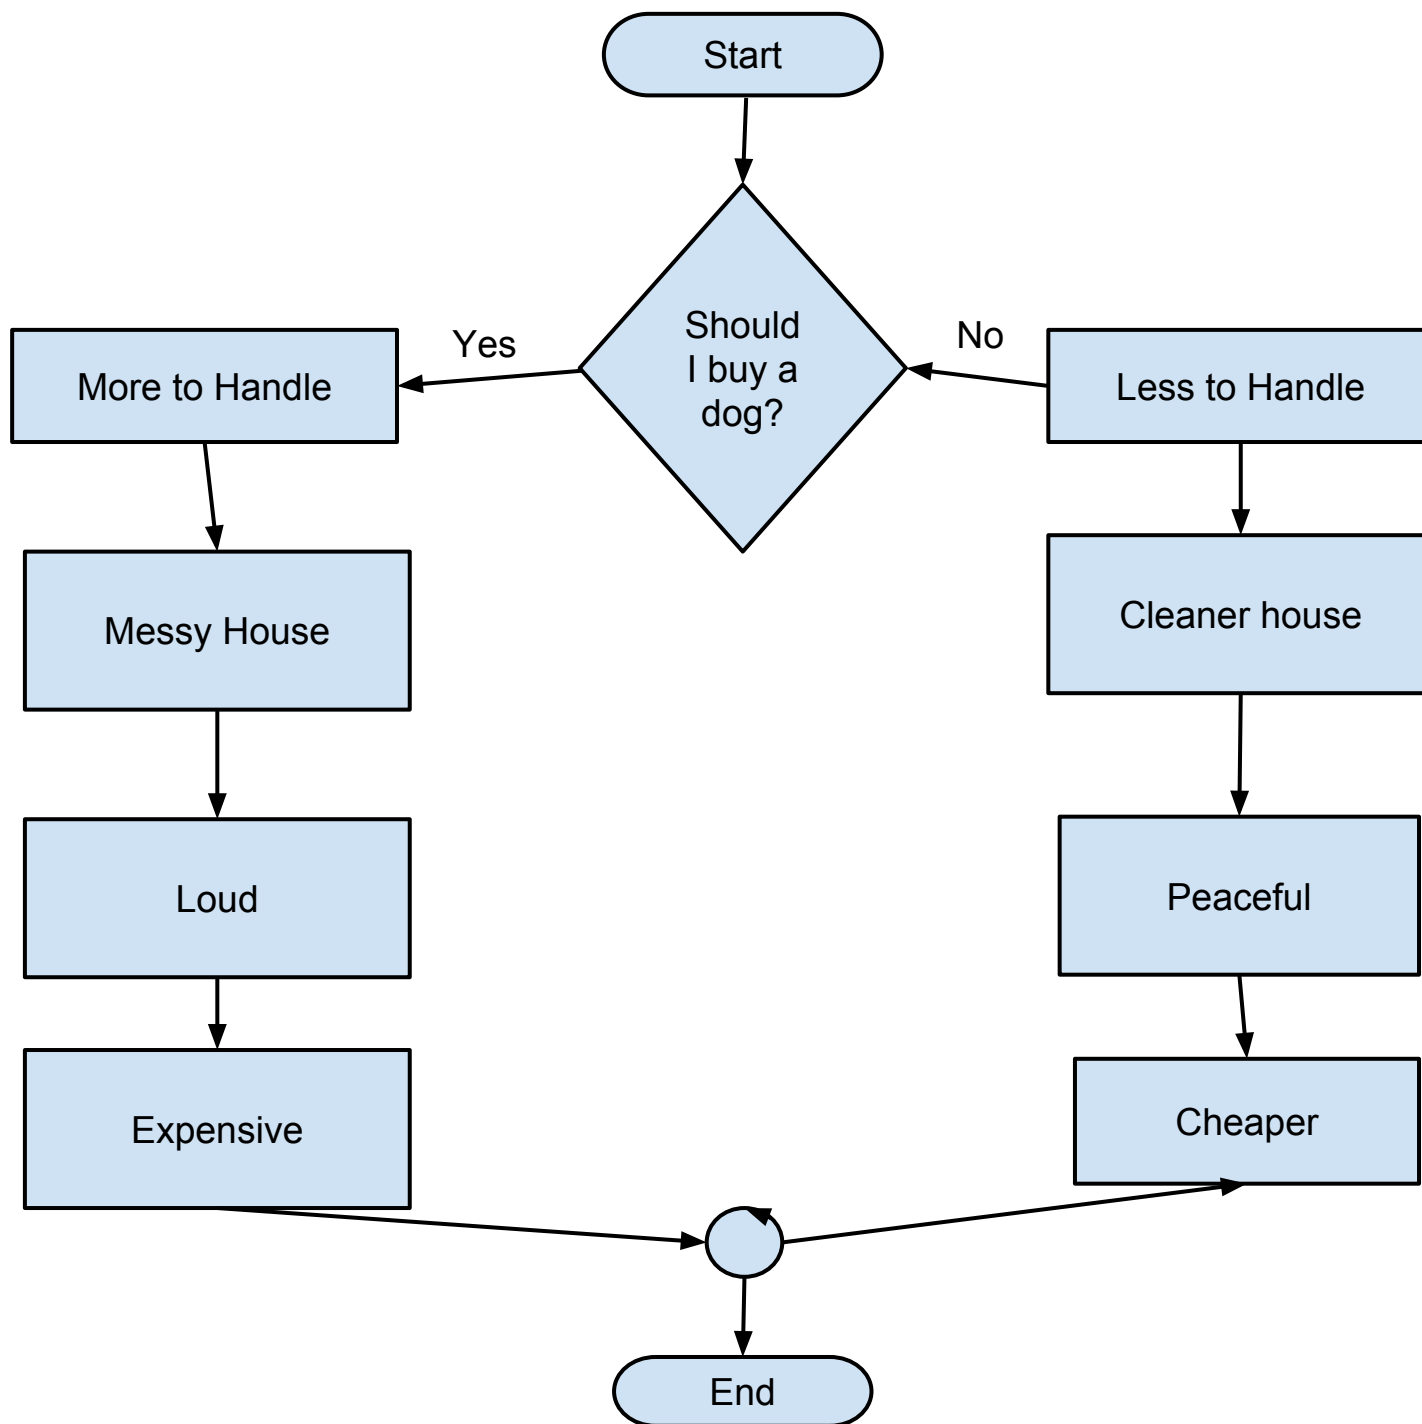 Start
Should
I buy a
dog?
Yes
No
More to Handle
Less to Handle
Messy House
Cleaner house
Loud
Peaceful
Expensive
Cheaper
End